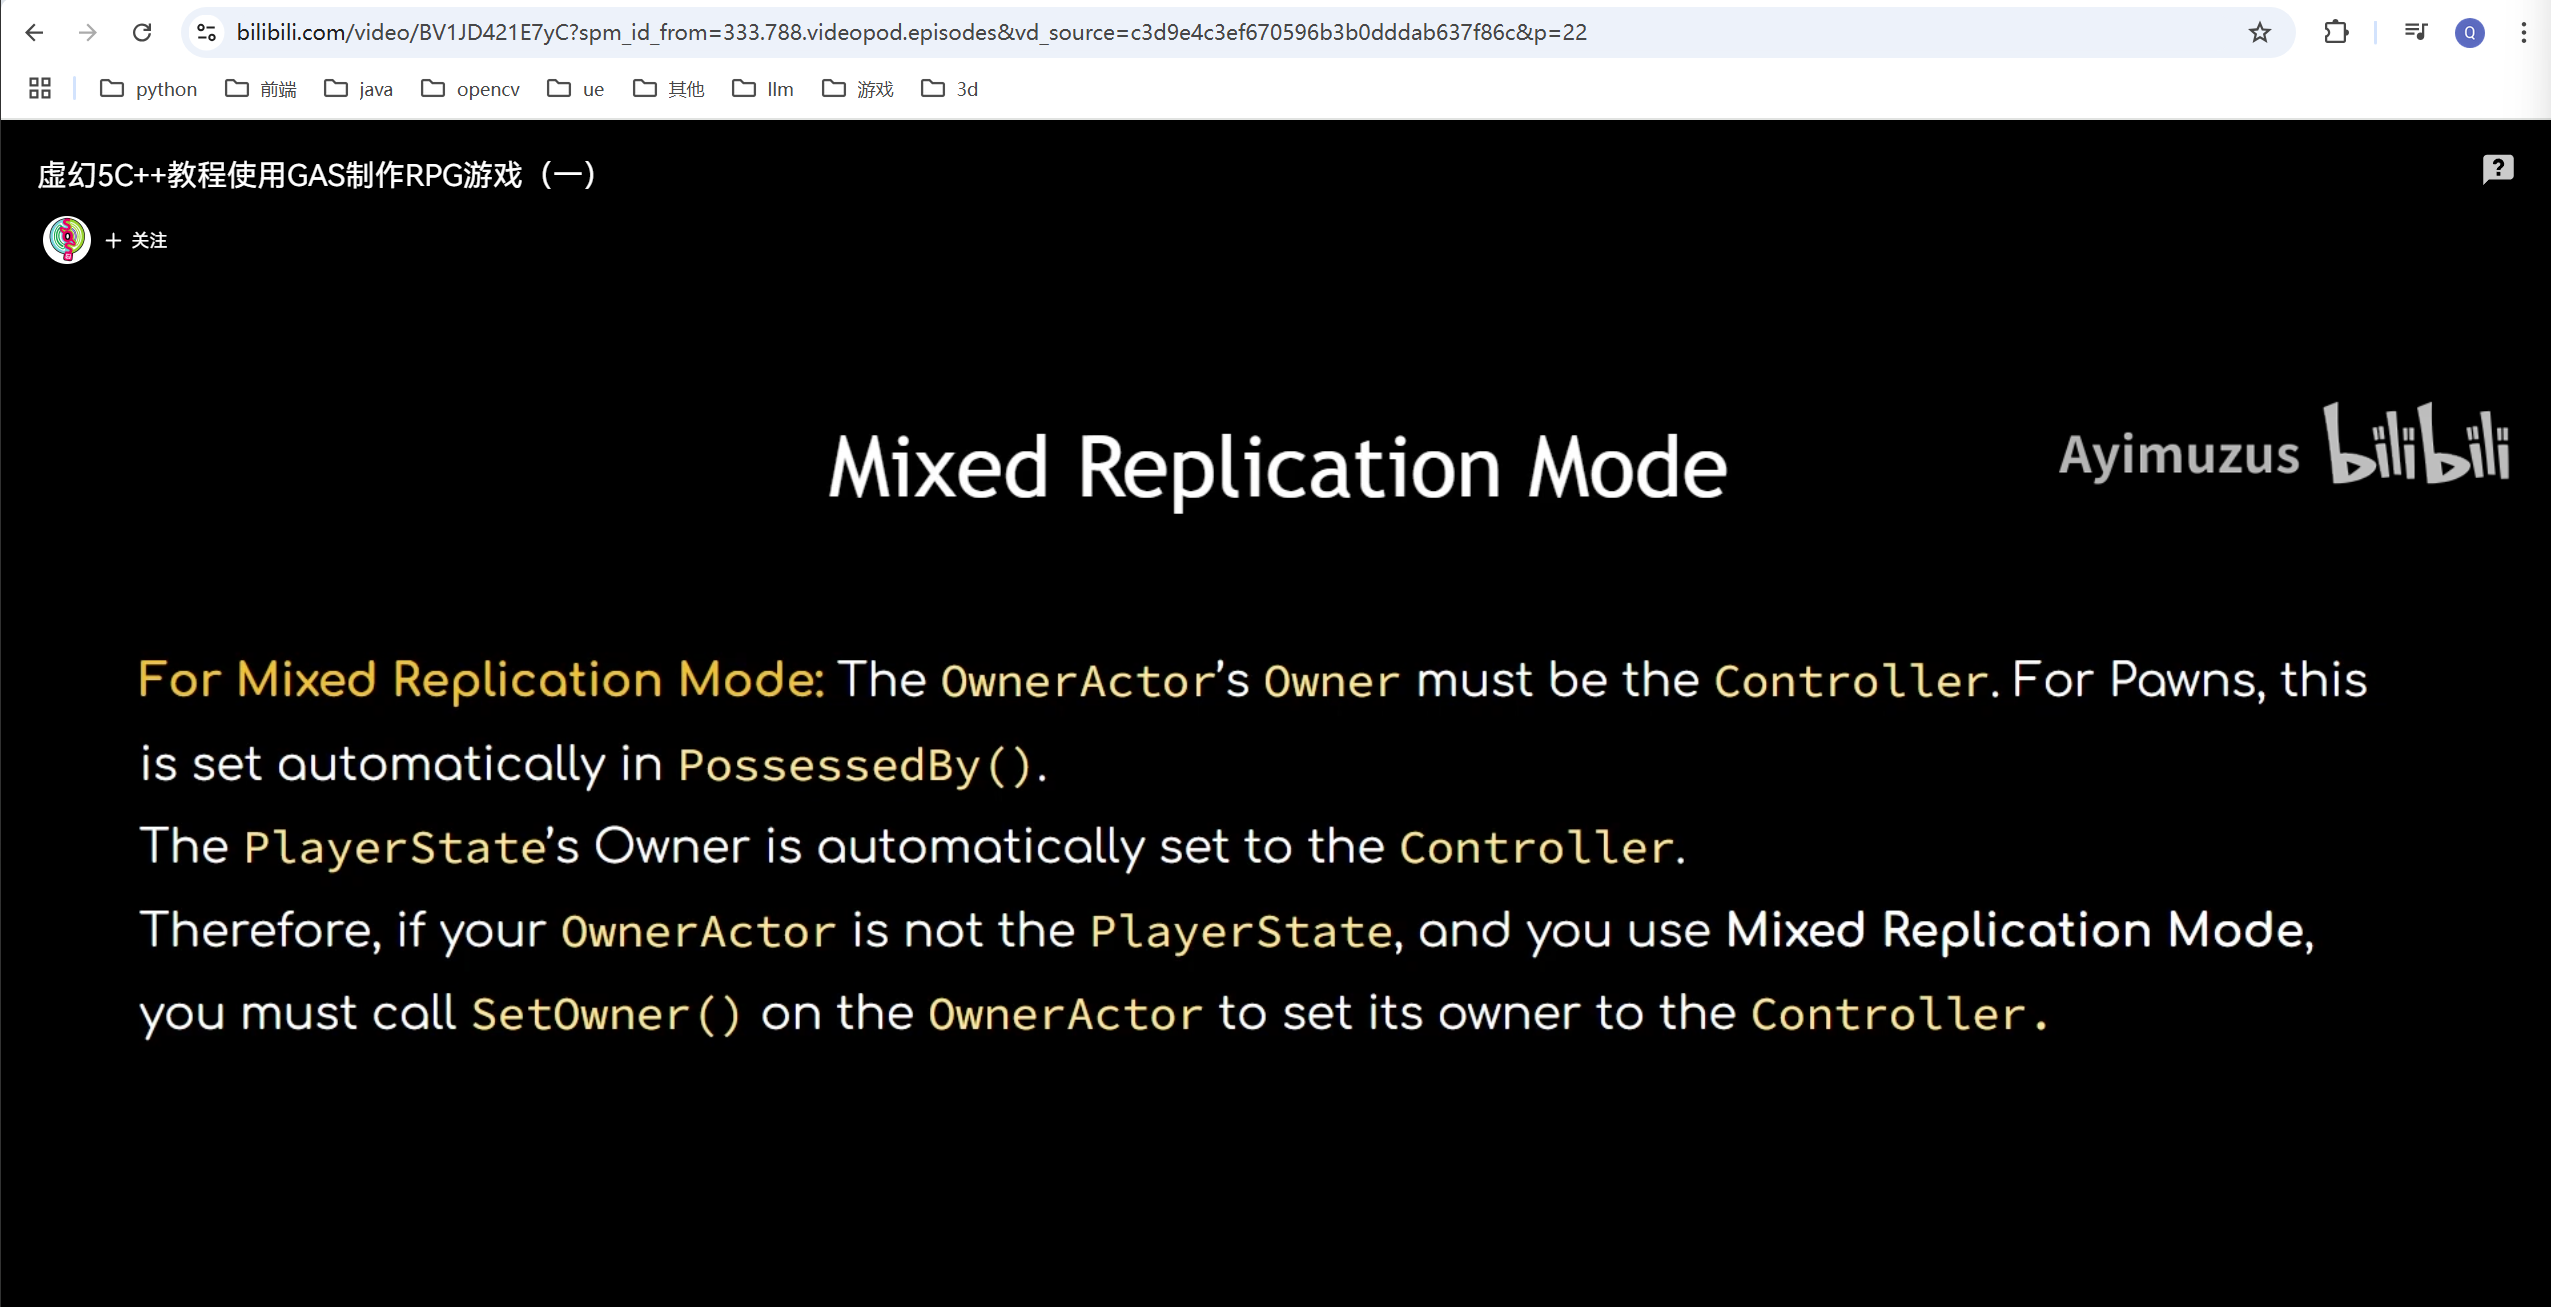 bilibili.com/video/BV1JD421E7yC?spm_id_from=333.788.videopod.episodes&vd_source=c3d9e4c3ef670596b3b0dddab637f86c&p=22
Q
python 前端 java opencv ue 其他 llm 游戏 3d
虚幻5C++教程使用GAS制作RPG游戏（一）
+ 关注
Mixed Replication Mode
Ayimuzus bilibili
For Mixed Replication Mode: The OwnerActor’s Owner must be the Controller. For Pawns, this
is set automatically in PossessedBy().
The PlayerState’s Owner is automatically set to the Controller.
Therefore, if your OwnerActor is not the PlayerState, and you use Mixed Replication Mode,
you must call SetOwner() on the OwnerActor to set its owner to the Controller.